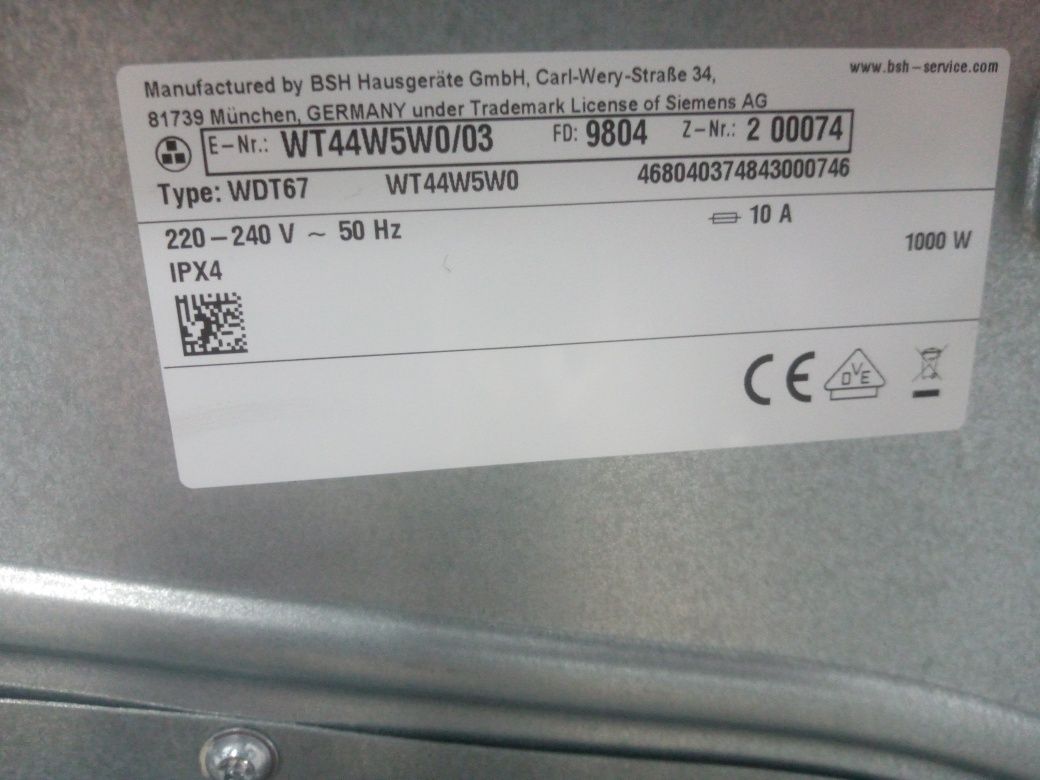 www.bsh-service.com
Manufactured by BSH Hausgeräte GmbH, Carl-Wery-Straße 34,
81739 München, GERMANY under Trademark License of Siemens AG
E-Nr.: WT44W5W0/03 FD: 9804 Z-Nr.: 2 00074
Type: WDT67 WT44W5W0 468040374843000746
220-240 V ~ 50 Hz 10 A
1000 W
IPX4
CE DVE